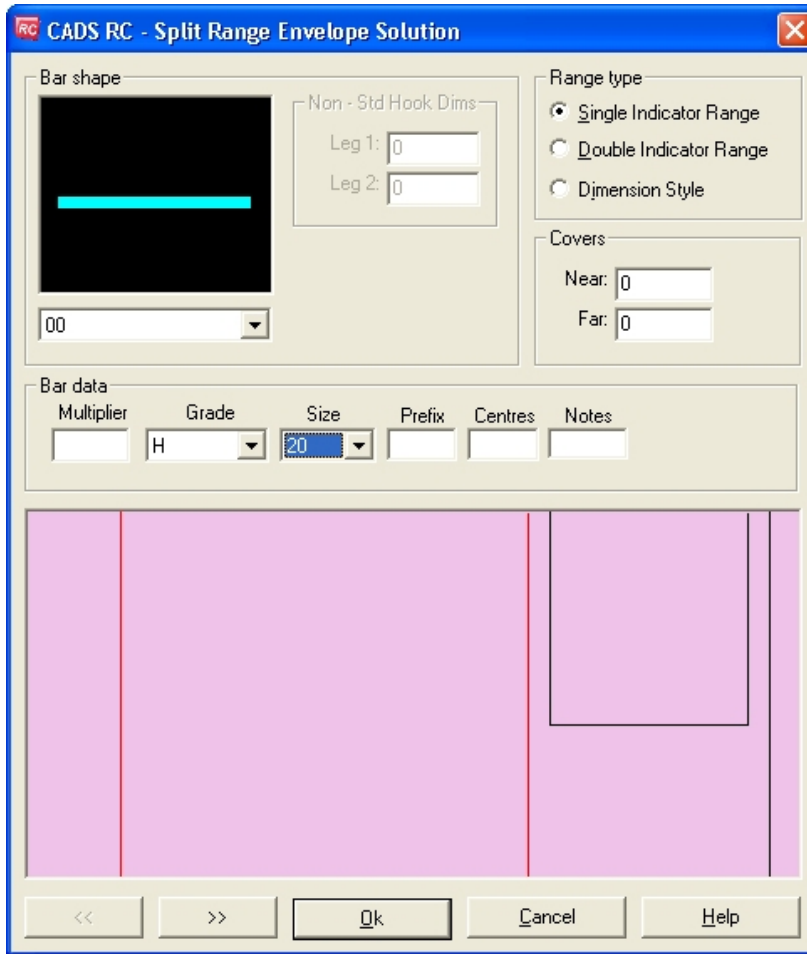 RC CADS RC - Split Range Envelope Solution
Bar shape
Non - Std Hook Dims
Leg 1: 0
Leg 2: 0
00
Range type
Single Indicator Range
Double Indicator Range
Dimension Style
Covers
Near: 0
Far: 0
Bar data
Multiplier Grade Size Prefix Centres Notes
H 20
<< >> Ok Cancel Help